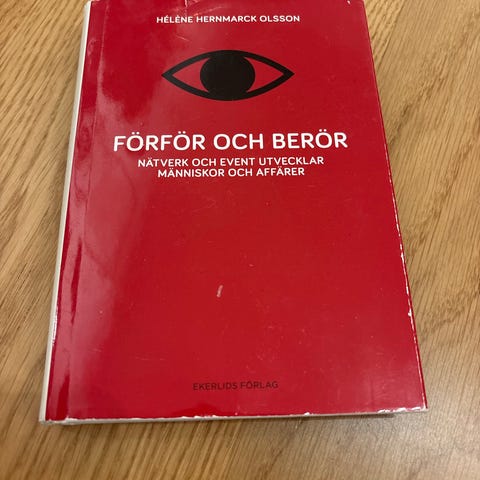 HÉLÈNE HERNMARCK OLSSON
FÖRFÖR OCH BERÖR
NÄTVERK OCH EVENT UTVECKLAR
MÄNNISKOR OCH AFFÄRER
EKERLIDS FÖRLAG